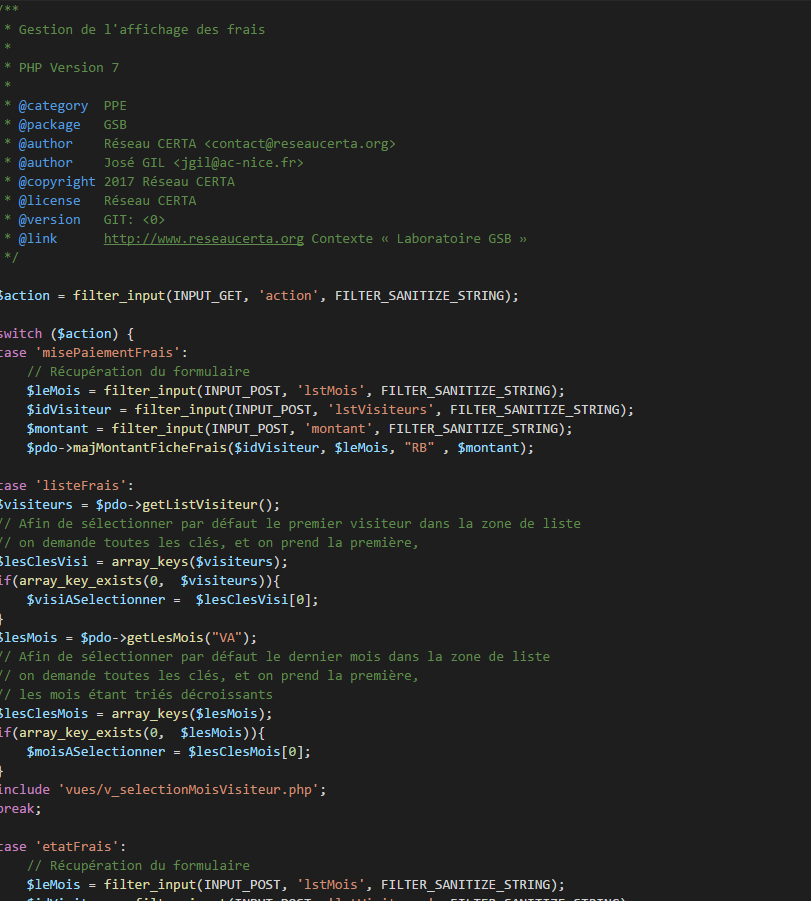 /**
* Gestion de l'affichage des frais
*
* PHP Version 7
*
* @category PPE
* @package GSB
* @author Réseau CERTA <contact@reseaucerta.org>
* @author José GIL <jgil@ac-nice.fr>
* @copyright 2017 Réseau CERTA
* @license Réseau CERTA
* @version GIT: <0>
* @link http://www.reseaucerta.org Contexte « Laboratoire GSB »
*/
$action = filter_input(INPUT_GET, 'action', FILTER_SANITIZE_STRING);
switch ($action) {
case 'misePaiementFrais':
// Récupération du formulaire
$leMois = filter_input(INPUT_POST, 'lstMois', FILTER_SANITIZE_STRING);
$idVisiteur = filter_input(INPUT_POST, 'lstVisiteurs', FILTER_SANITIZE_STRING);
$montant = filter_input(INPUT_POST, 'montant', FILTER_SANITIZE_STRING);
$pdo->majMontantFicheFrais($idVisiteur, $leMois, "RB" , $montant);
case 'listeFrais':
$visiteurs = $pdo->getListVisiteur();
// Afin de sélectionner par défaut le premier visiteur dans la zone de liste
// on demande toutes les clés, et on prend la première,
$lesClesVisi = array_keys($visiteurs);
if(array_key_exists(0,  $visiteurs)){
$visiASelectionner =  $lesClesVisi[0];
}
$lesMois = $pdo->getLesMois("VA");
// Afin de sélectionner par défaut le dernier mois dans la zone de liste
// on demande toutes les clés, et on prend la première,
// les mois étant triés décroissants
$lesClesMois = array_keys($lesMois);
if(array_key_exists(0,  $lesMois)){
$moisASelectionner = $lesClesMois[0];
}
include 'vues/v_selectionMoisVisiteur.php';
break;
case 'etatFrais':
// Récupération du formulaire
$leMois = filter_input(INPUT_POST, 'lstMois', FILTER_SANITIZE_STRING);